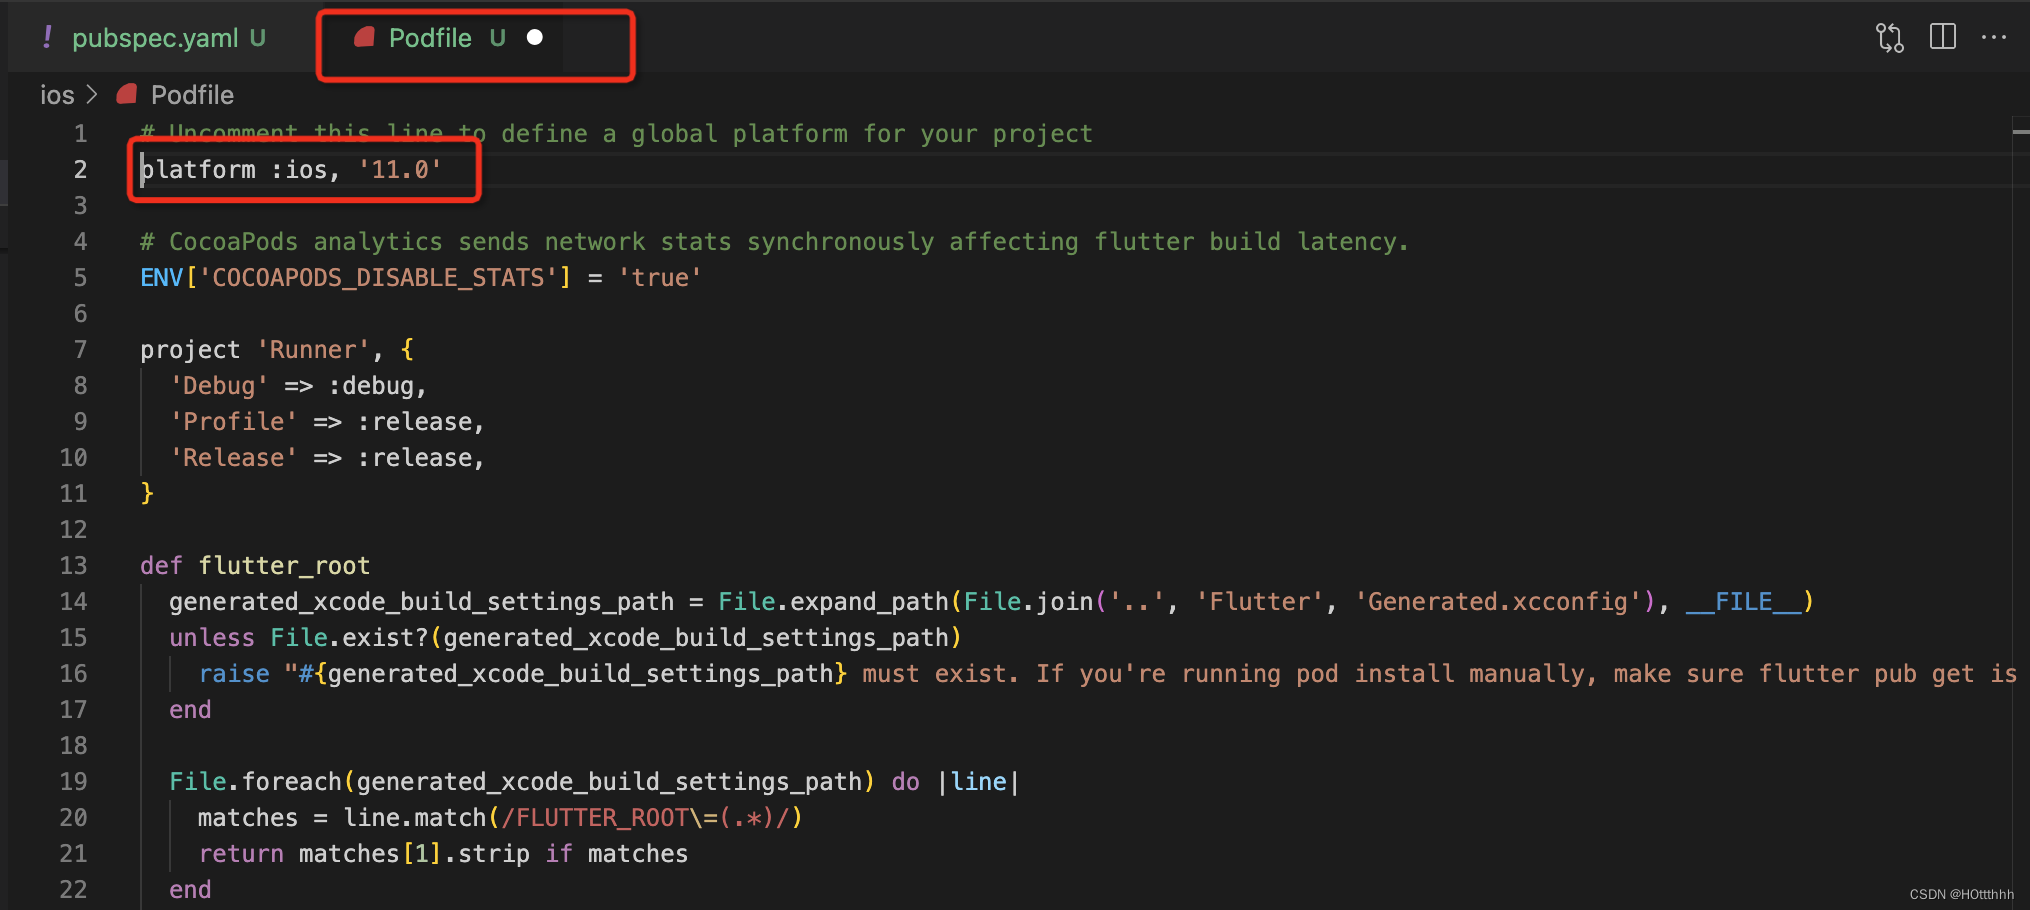 ! pubspec.yaml U
Podfile U
ios > Podfile
1 # Uncomment this line to define a global platform for your project
2 platform :ios, '11.0'
3
4 # CocoaPods analytics sends network stats synchronously affecting flutter build latency.
5 ENV['COCOAPODS_DISABLE_STATS'] = 'true'
6
7 project 'Runner', {
8   'Debug' => :debug,
9   'Profile' => :release,
10   'Release' => :release,
11 }
12
13 def flutter_root
14   generated_xcode_build_settings_path = File.expand_path(File.join('..', 'Flutter', 'Generated.xcconfig'), __FILE__)
15   unless File.exist?(generated_xcode_build_settings_path)
16     raise "#{generated_xcode_build_settings_path} must exist. If you're running pod install manually, make sure flutter pub get is
17   end
18
19   File.foreach(generated_xcode_build_settings_path) do |line|
20     matches = line.match(/FLUTTER_ROOT\=(.*)/)
21     return matches[1].strip if matches
22   end
CSDN @HOttthhh